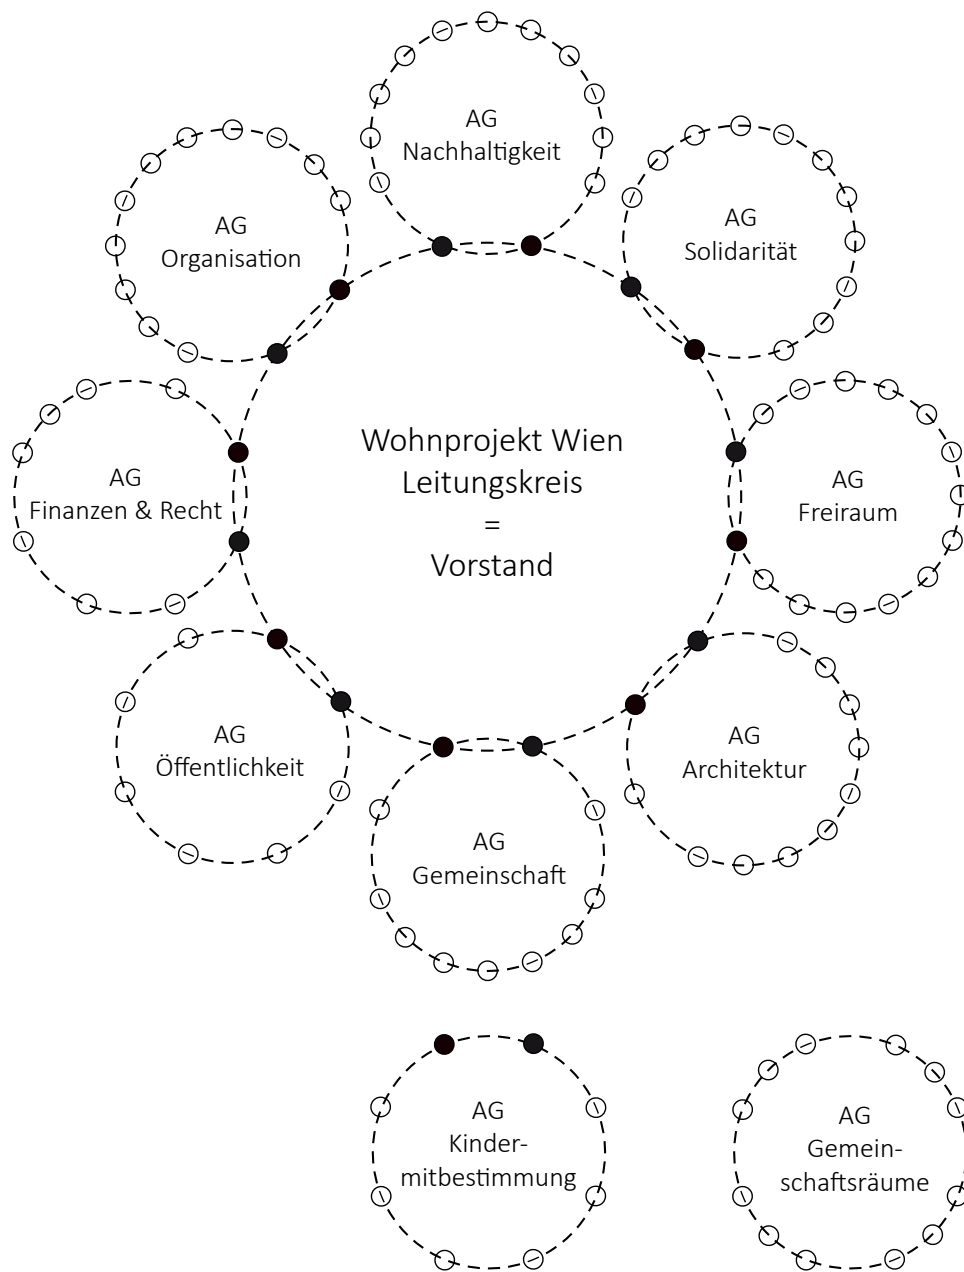 AG
Nachhaltigkeit
AG
Organisation
AG
Solidarität
Wohnprojekt Wien
Leitungskreis
=
Vorstand
AG
Finanzen & Recht
AG
Freiraum
AG
Öffentlichkeit
AG
Architektur
AG
Gemeinschaft
AG
Kinder-
mitbestimmung
AG
Gemein-
schaftsräume